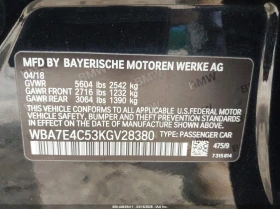 MFD BY BAYERISCHE MOTOREN WERKE AG
04/18
GVWR 5604 lbs 2542 kg
GAWR FRONT 2716 lbs 1232 kg
GAWR REAR 3064 lbs 1390 kg
THIS VEHICLE CONFORMS TO ALL APPLICABLE
FEDERAL MOTOR VEHICLE
SAFETY, BUMPER, AND THEFT PREVENTION
STANDARDS IN EFFECT ON THE DATE OF
MANUFACTURE SHOWN ABOVE.
WBA7E4C53KGV28380 TYPE: PASSENGER CAR
475/9